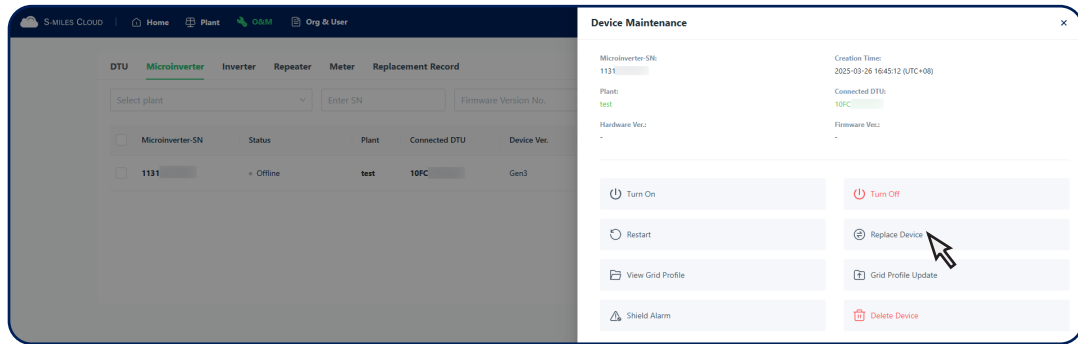 S-MILES CLOUD Home Plant O&M Org & User
DTU Microinverter Inverter Repeater Meter Replacement Record
Select plant Enter SN Firmware Version No.
Microinverter-SN Status Plant Connected DTU Device Ver.
1131 Offline test 10FC Gen3
Device Maintenance ×
Microinverter-SN: Creation Time:
1131 2025-03-26 16:45:12 (UTC+08)
Plant: Connected DTU:
test 10FC
Hardware Ver.: Firmware Ver.:
- -
Turn On Turn Off
Restart Replace Device
View Grid Profile Grid Profile Update
Shield Alarm Delete Device